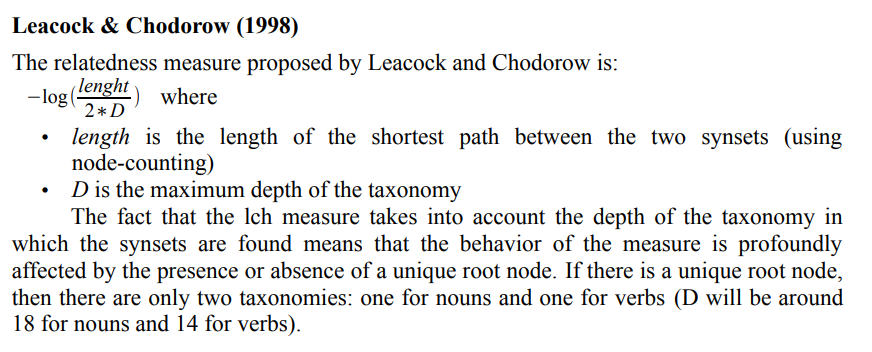 Leacock & Chodorow (1998)
The relatedness measure proposed by Leacock and Chodorow is:
−log(lenght / 2∗D) where
• length is the length of the shortest path between the two synsets (using
node-counting)
• D is the maximum depth of the taxonomy
The fact that the lch measure takes into account the depth of the taxonomy in
which the synsets are found means that the behavior of the measure is profoundly
affected by the presence or absence of a unique root node. If there is a unique root node,
then there are only two taxonomies: one for nouns and one for verbs (D will be around
18 for nouns and 14 for verbs).